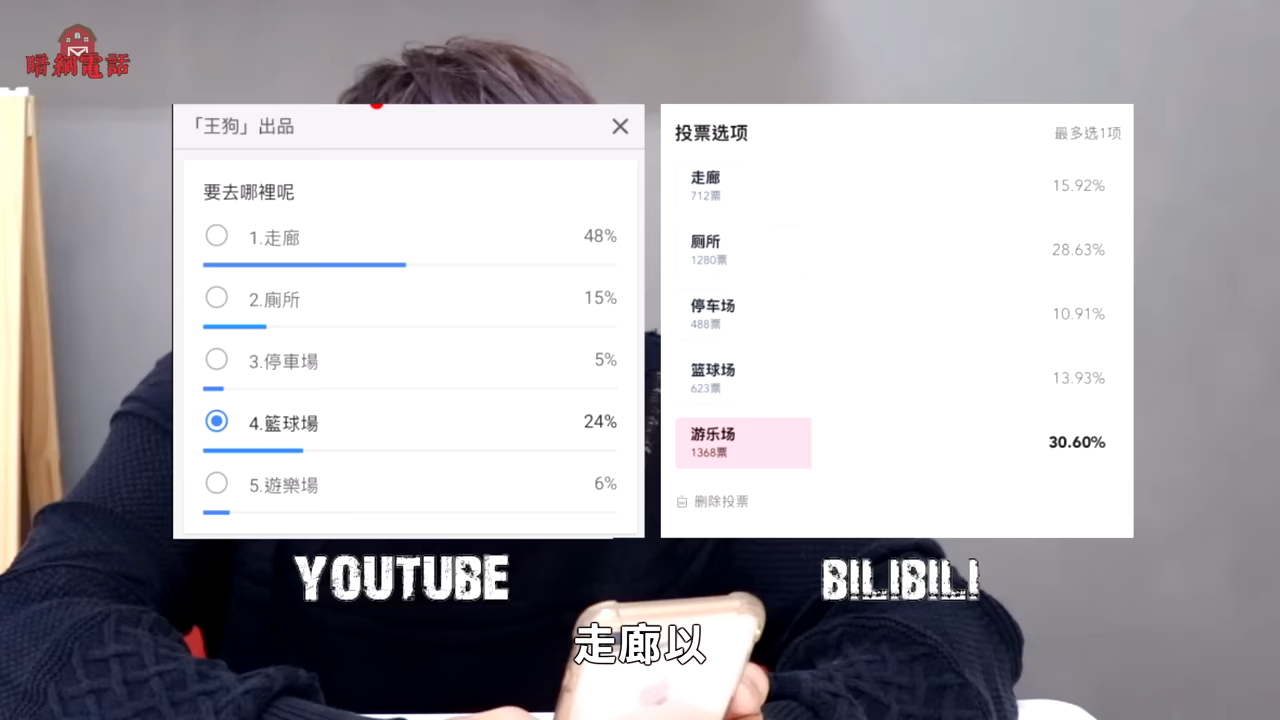 暗網電話
「王狗」出品
要去哪裡呢
1.走廊 48%
2.廁所 15%
3.停車場 5%
4.籃球場 24%
5.遊樂場 6%
投票选项 最多选1项
走廊 15.92%
712票
厕所 28.63%
1280票
停车场 10.91%
488票
篮球场 13.93%
623票
游乐场 30.60%
1368票
删除投票
YOUTUBE
BILIBILI
走廊以